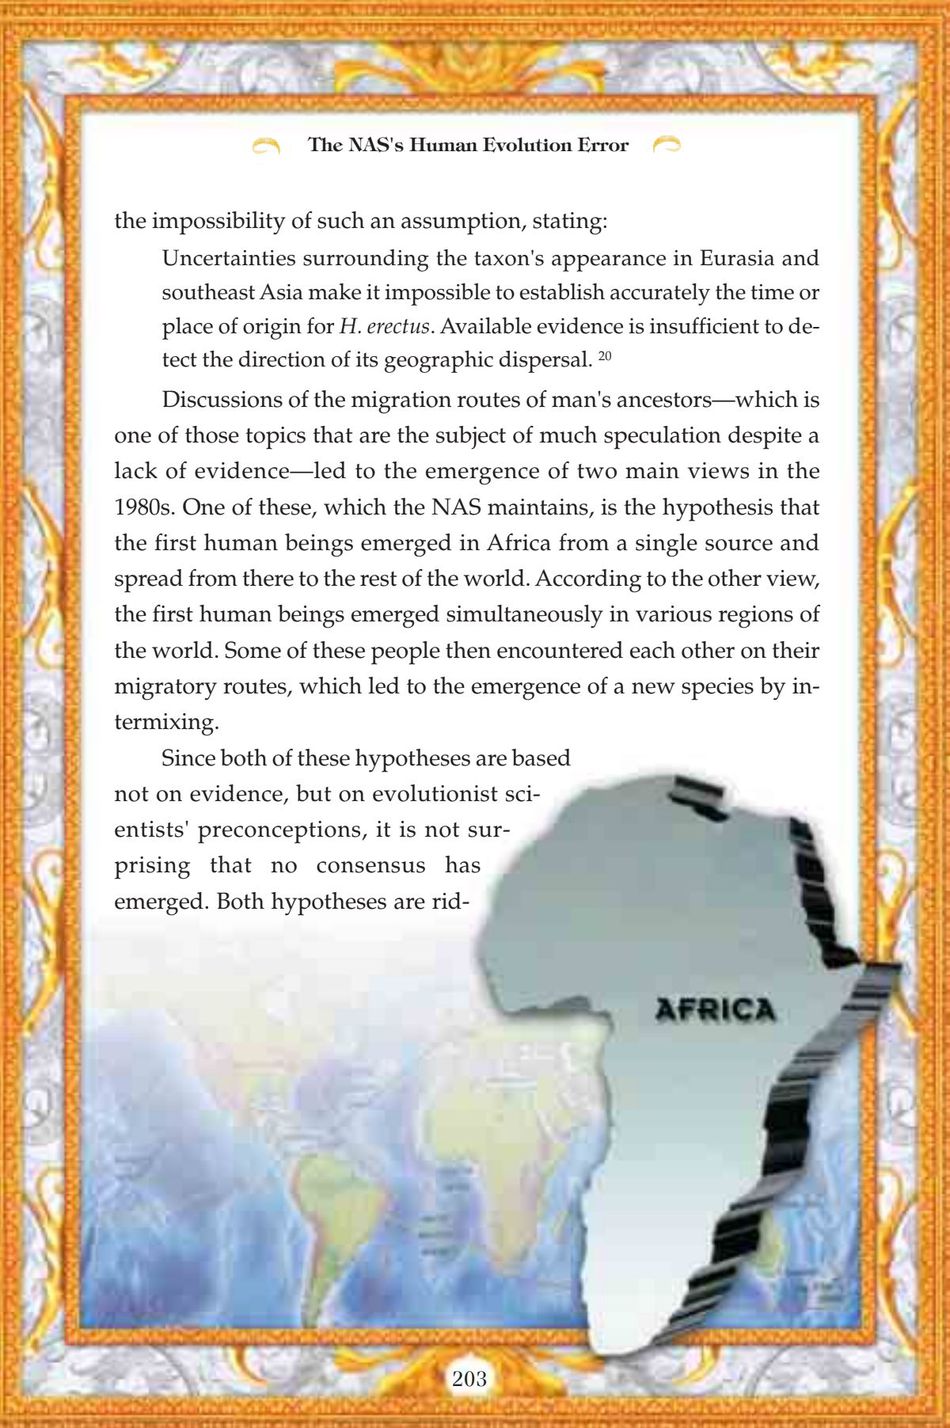 The NAS's Human Evolution Error
the impossibility of such an assumption, stating:
Uncertainties surrounding the taxon's appearance in Eurasia and
southeast Asia make it impossible to establish accurately the time or
place of origin for H. erectus. Available evidence is insufficient to de-
tect the direction of its geographic dispersal. 20
Discussions of the migration routes of man's ancestors—which is
one of those topics that are the subject of much speculation despite a
lack of evidence—led to the emergence of two main views in the
1980s. One of these, which the NAS maintains, is the hypothesis that
the first human beings emerged in Africa from a single source and
spread from there to the rest of the world. According to the other view,
the first human beings emerged simultaneously in various regions of
the world. Some of these people then encountered each other on their
migratory routes, which led to the emergence of a new species by in-
termixing.
Since both of these hypotheses are based
not on evidence, but on evolutionist sci-
entists' preconceptions, it is not sur-
prising that no consensus has
emerged. Both hypotheses are rid-
AFRICA
203